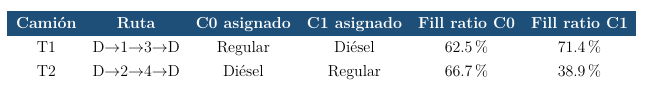 Camión Ruta C0 asignado C1 asignado Fill ratio C0 Fill ratio C1
T1 D→1→3→D Regular Diésel 62.5 % 71.4 %
T2 D→2→4→D Diésel Regular 66.7 % 38.9 %